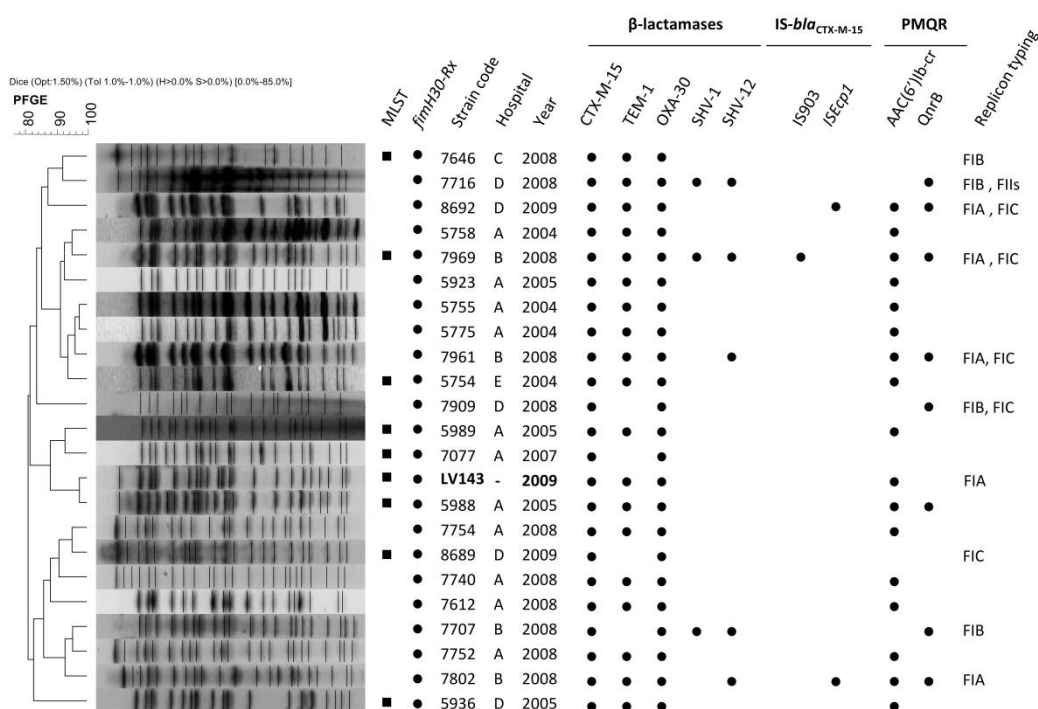 β-lactamases IS-blaCTX-M-15 PMQR
Dice (Opt:1.50%) (Tol 1.0%-1.0%) (H>0.0% S>0.0%) [0.0%-85.0%]
PFGE
80 90 100
MLST fimH30-Rx Strain code Hospital Year CTX-M-15 TEM-1 OXA-30 SHV-1 SHV-12 IS903 ISEcp1 AAC(6')Ib-cr QnrB Replicon typing
■ ● 7646 C 2008 ● ● ● FIB
● 7716 D 2008 ● ● ● ● ● ● FIB , FIIs
● 8692 D 2009 ● ● ● ● ● ● FIA , FIC
● 5758 A 2004 ● ● ● ●
■ ● 7969 B 2008 ● ● ● ● ● ● ● ● FIA , FIC
● 5923 A 2005 ● ● ● ●
● 5755 A 2004 ● ● ● ●
● 5775 A 2004 ● ● ● ●
● 7961 B 2008 ● ● ● ● ● ● FIA, FIC
■ ● 5754 E 2004 ● ● ● ●
● 7909 D 2008 ● ● ● FIB, FIC
■ ● 5989 A 2005 ● ● ● ●
■ ● 7077 A 2007 ● ●
■ ● LV143 - 2009 ● ● ● ● FIA
■ ● 5988 A 2005 ● ● ● ● ●
● 7754 A 2008 ● ● ● ●
■ ● 8689 D 2009 ● ● FIC
● 7740 A 2008 ● ● ● ●
● 7612 A 2008 ● ● ● ●
● 7707 B 2008 ● ● ● ● ● FIB
● 7752 A 2008 ● ● ● ●
● 7802 B 2008 ● ● ● ● ● ● ● FIA
■ ● 5936 D 2005 ● ● ● ●